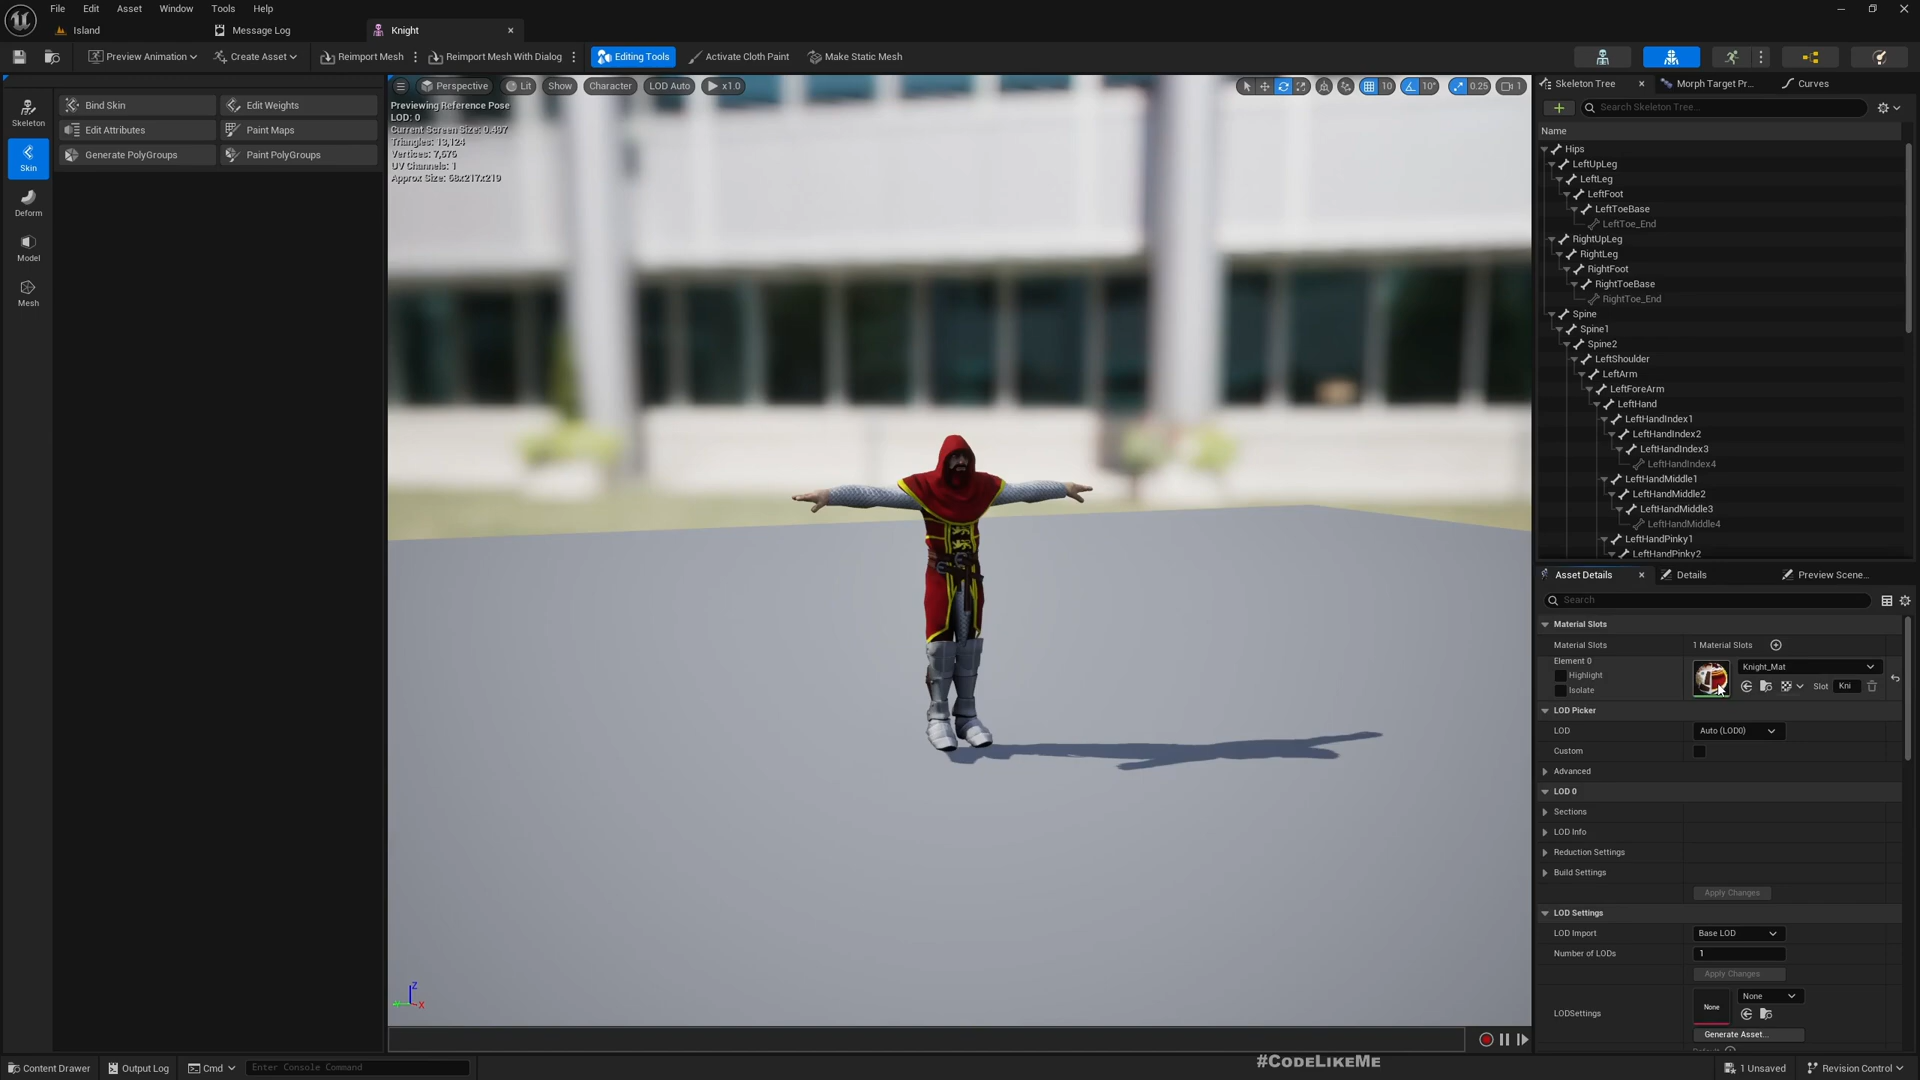 File Edit Asset Window Tools Help
Island Message Log Knight
Preview Animation Create Asset Reimport Mesh Reimport Mesh With Dialog Editing Tools Activate Cloth Paint Make Static Mesh
Skeleton
Skin
Deform
Model
Mesh
Bind Skin Edit Weights
Edit Attributes Paint Maps
Generate PolyGroups Paint PolyGroups
Perspective Lit Show Character LOD Auto x1.0 10 10° 0.25 1
Previewing Reference Pose
LOD: 0
Current Screen Size: 0.497
Triangles: 13,124
Vertices: 7,676
UV Channels: 1
Approx Size: 68x217x219
Z
X
Skeleton Tree Morph Target Pr... Curves
Search Skeleton Tree...
Name
Hips
LeftUpLeg
LeftLeg
LeftFoot
LeftToeBase
LeftToe_End
RightUpLeg
RightLeg
RightFoot
RightToeBase
RightToe_End
Spine
Spine1
Spine2
LeftShoulder
LeftArm
LeftForeArm
LeftHand
LeftHandIndex1
LeftHandIndex2
LeftHandIndex3
LeftHandIndex4
LeftHandMiddle1
LeftHandMiddle2
LeftHandMiddle3
LeftHandMiddle4
LeftHandPinky1
LeftHandPinky2
Asset Details Details Preview Scene...
Search
Material Slots
Material Slots 1 Material Slots
Element 0 Knight_Mat
Highlight
Isolate Slot Kni
LOD Picker
LOD Auto (LOD0)
Custom
Advanced
LOD 0
Sections
LOD Info
Reduction Settings
Build Settings
Apply Changes
LOD Settings
LOD Import Base LOD
Number of LODs 1
Apply Changes
LODSettings None None
Generate Asset...
Content Drawer Output Log Cmd Enter Console Command #CodeLikeMe 1 Unsaved Revision Control